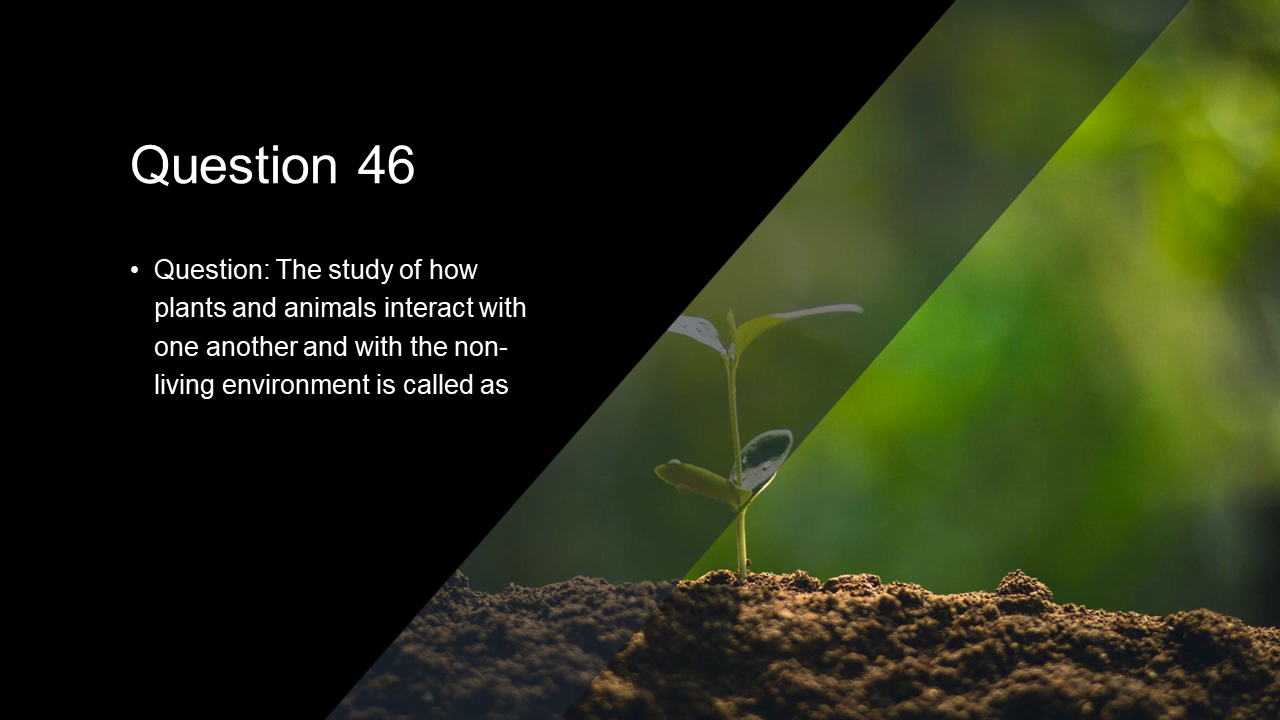 Question 46
• Question: The study of how
plants and animals interact with
one another and with the non-
living environment is called as